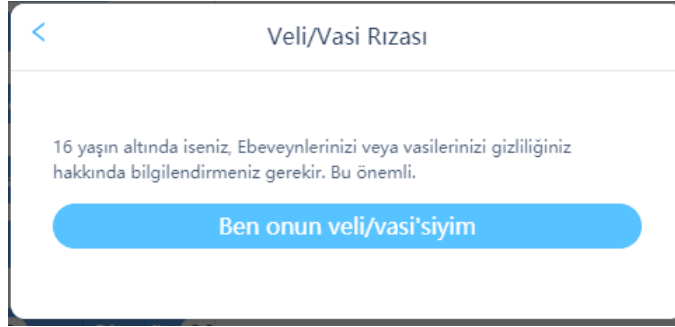 Veli/Vasi Rızası
16 yaşın altında iseniz, Ebeveynlerinizi veya vasilerinizi gizliliğiniz
hakkında bilgilendirmeniz gerekir. Bu önemli.
Ben onun veli/vasi'siyim